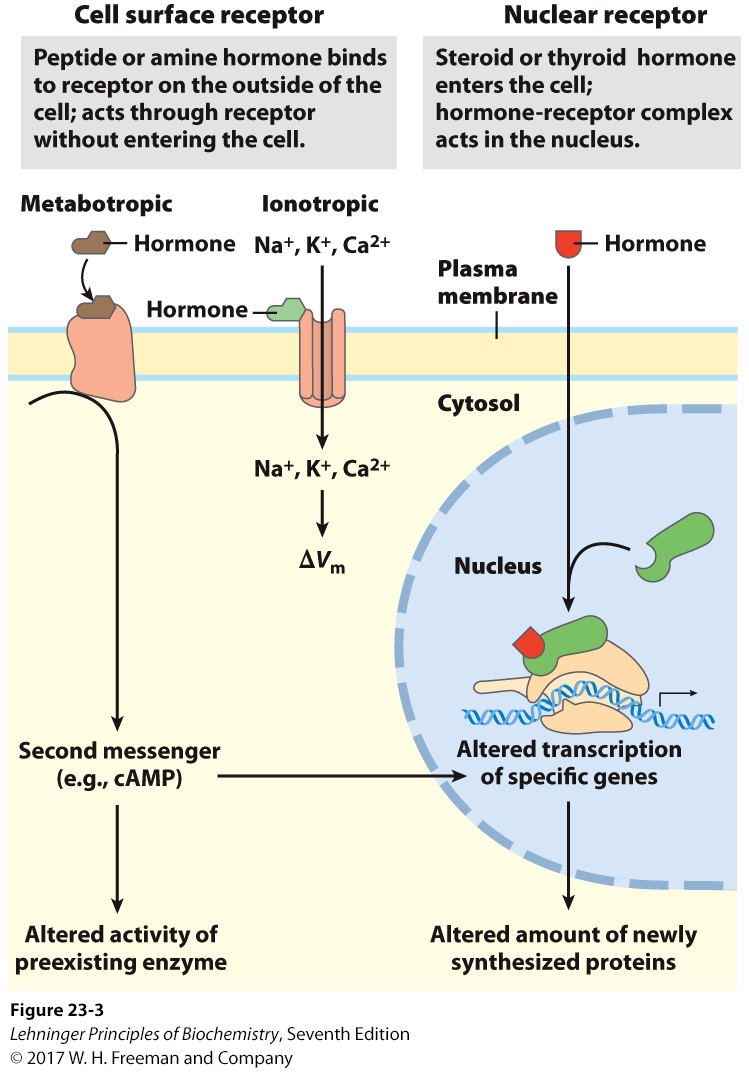 Cell surface receptor
Peptide or amine hormone binds
to receptor on the outside of the
cell; acts through receptor
without entering the cell.
Nuclear receptor
Steroid or thyroid hormone
enters the cell;
hormone-receptor complex
acts in the nucleus.
Metabotropic
Hormone
Ionotropic
Na⁺, K⁺, Ca²⁺
Hormone
Hormone
Plasma
membrane
Cytosol
Na⁺, K⁺, Ca²⁺
ΔVm
Nucleus
Second messenger
(e.g., cAMP)
Altered transcription
of specific genes
Altered activity of
preexisting enzyme
Altered amount of newly
synthesized proteins
Figure 23-3
Lehninger Principles of Biochemistry, Seventh Edition
© 2017 W. H. Freeman and Company